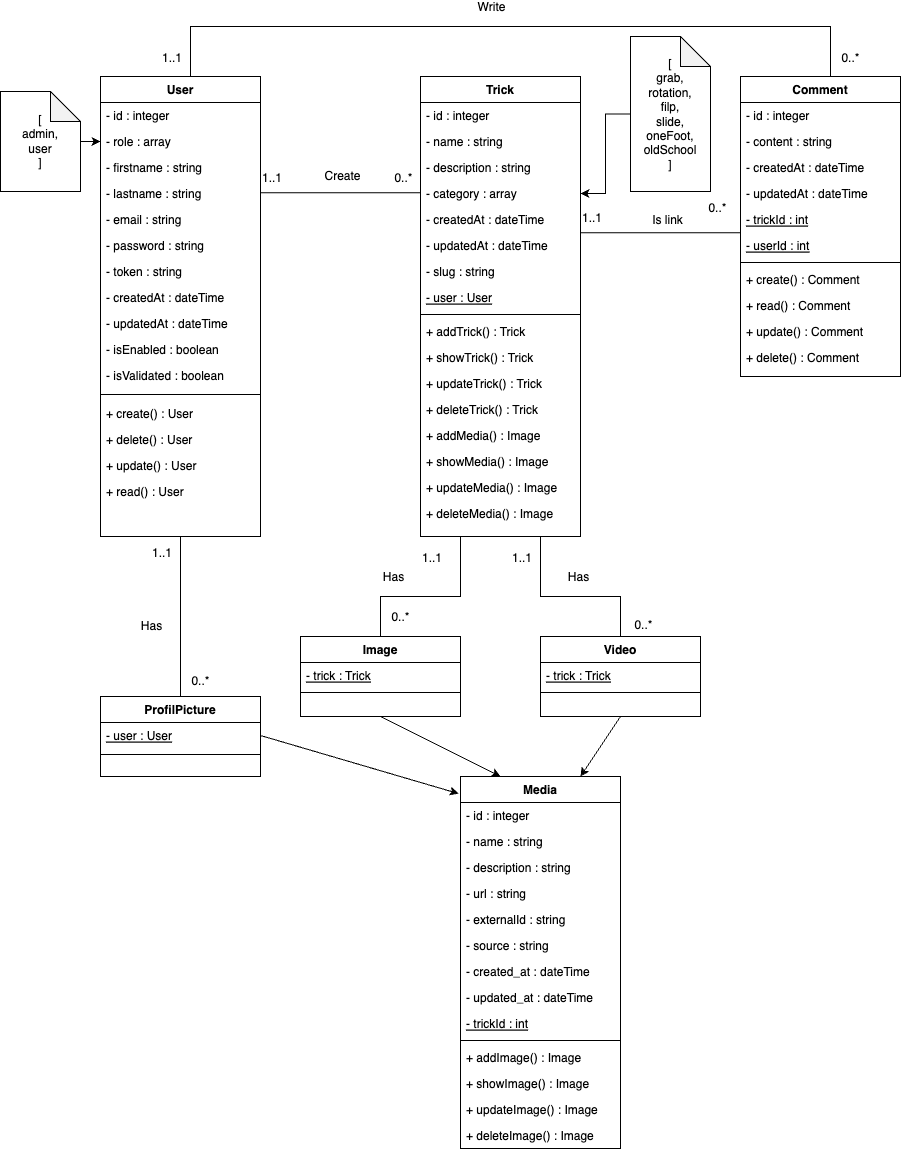 Write
1..1
0..*
[
admin,
user
]
User
- id : integer
- role : array
- firstname : string
- lastname : string
- email : string
- password : string
- token : string
- createdAt : dateTime
- updatedAt : dateTime
- isEnabled : boolean
- isValidated : boolean
+ create() : User
+ delete() : User
+ update() : User
+ read() : User
1..1
Create
0..*
Trick
- id : integer
- name : string
- description : string
- category : array
- createdAt : dateTime
- updatedAt : dateTime
- slug : string
- user : User
+ addTrick() : Trick
+ showTrick() : Trick
+ updateTrick() : Trick
+ deleteTrick() : Trick
+ addMedia() : Image
+ showMedia() : Image
+ updateMedia() : Image
+ deleteMedia() : Image
[
grab,
rotation,
filp,
slide,
oneFoot,
oldSchool
]
1..1
Is link
0..*
Comment
- id : integer
- content : string
- createdAt : dateTime
- updatedAt : dateTime
- trickId : int
- userId : int
+ create() : Comment
+ read() : Comment
+ update() : Comment
+ delete() : Comment
1..1
Has
0..*
1..1
Has
0..*
1..1
Has
0..*
ProfilPicture
- user : User
Image
- trick : Trick
Video
- trick : Trick
Media
- id : integer
- name : string
- description : string
- url : string
- externalId : string
- source : string
- created_at : dateTime
- updated_at : dateTime
- trickId : int
+ addImage() : Image
+ showImage() : Image
+ updateImage() : Image
+ deleteImage() : Image